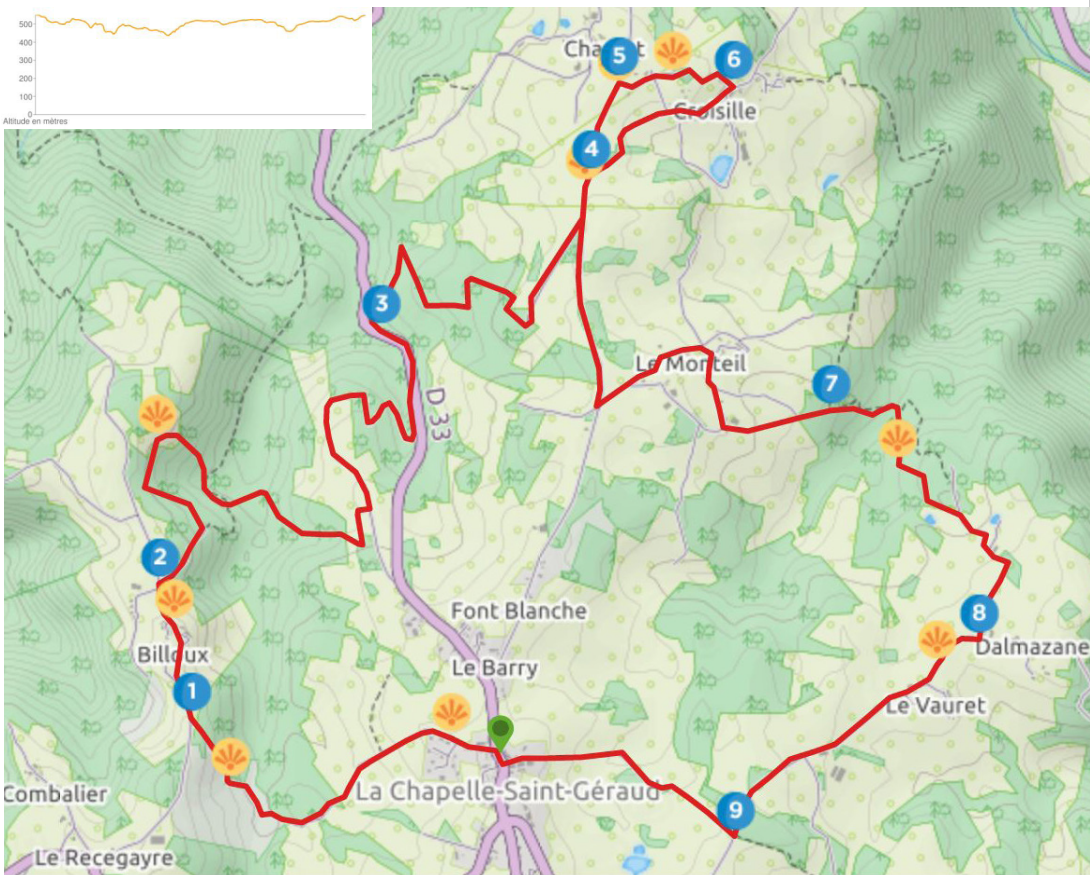 500
400
300
200
100
0
Altitude en mètres
5
6
Croisille
4
3
Le Monteil
7
D 33
2
Font Blanche
8
Billoux
Le Barry
Dalmazane
1
Le Vauret
La Chapelle-Saint-Géraud
Combalier
9
Le Recégayre